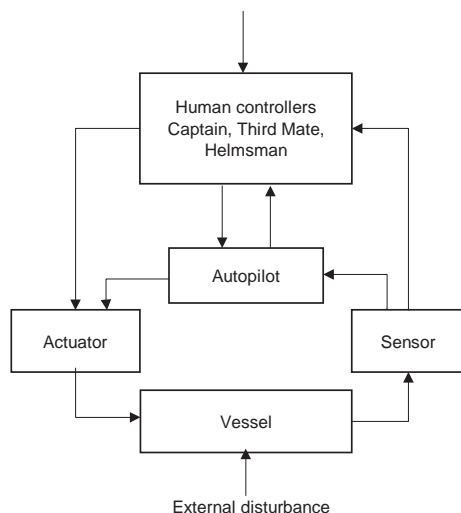 Human controllers
Captain, Third Mate,
Helmsman
Autopilot
Actuator
Sensor
Vessel
External disturbance